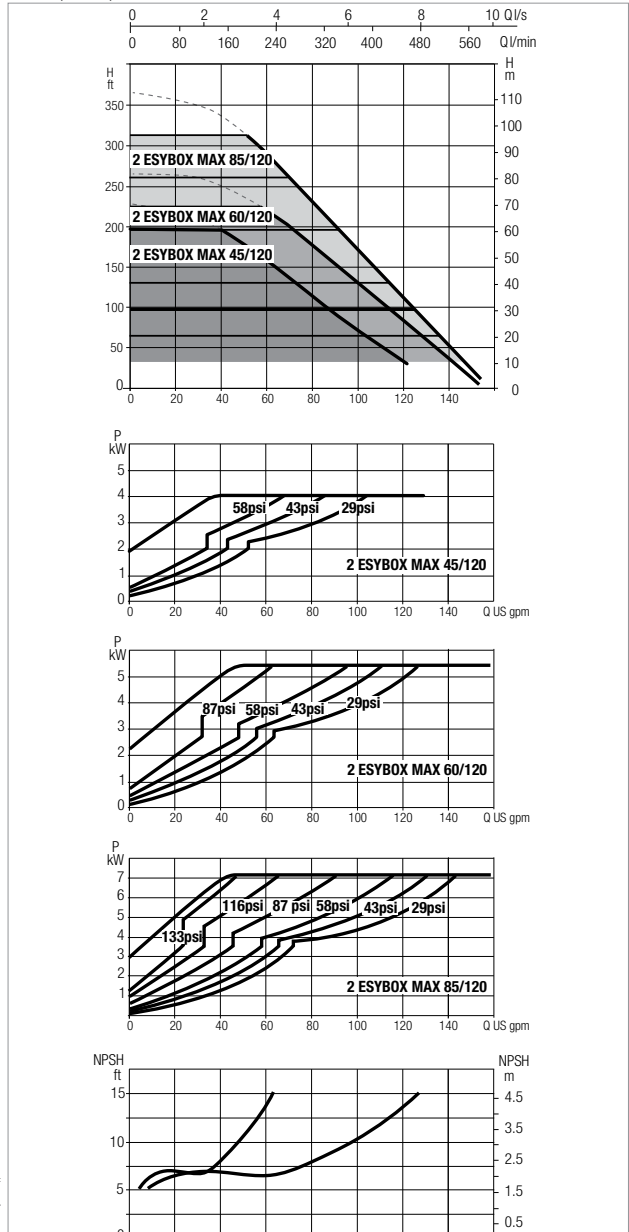 0 2 4 6 8 10 Q l/s
0 80 160 240 320 400 480 560 Q l/min
H
ft
H
m
350
300
250
200
150
100
50
0
110
100
90
80
70
60
50
40
30
20
10
0
2 ESYBOX MAX 85/120
2 ESYBOX MAX 60/120
2 ESYBOX MAX 45/120
0 20 40 60 80 100 120 140
P
kW
5
4
3
2
1
0
58psi 43psi 29psi
2 ESYBOX MAX 45/120
0 20 40 60 80 100 120 140 Q US gpm
P
kW
5
4
3
2
1
0
87psi 58psi 43psi 29psi
2 ESYBOX MAX 60/120
0 20 40 60 80 100 120 140 Q US gpm
P
kW
7
6
5
4
3
2
1
133psi 116psi 87 psi 58psi 43psi 29psi
2 ESYBOX MAX 85/120
0 20 40 60 80 100 120 140 Q US gpm
NPSH
ft
NPSH
m
15
10
5
4.5
3.5
2.5
1.5
0.5